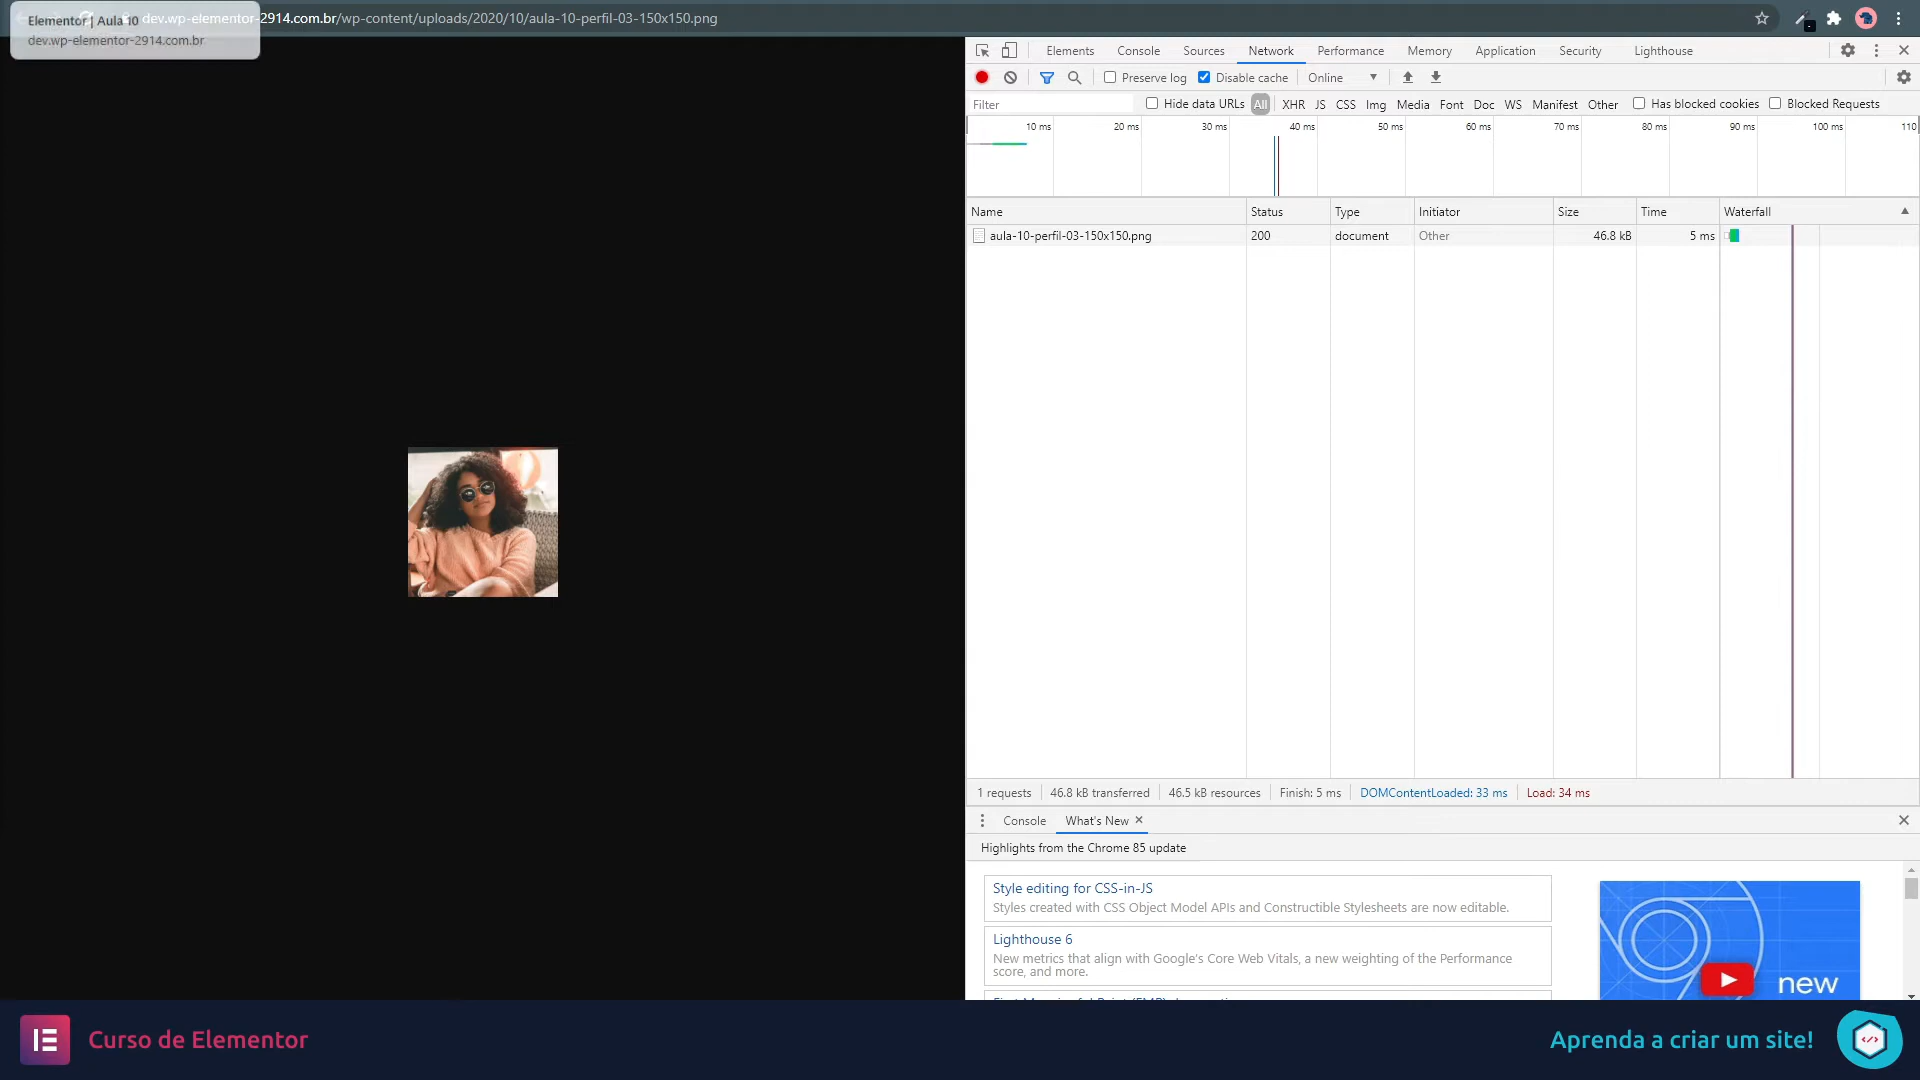 Elementor | Aula 10
dev.wp-elementor-2914.com.br
dev.wp-elementor-2914.com.br/wp-content/uploads/2020/10/aula-10-perfil-03-150x150.png
Elements Console Sources Network Performance Memory Application Security Lighthouse
Preserve log Disable cache Online
Filter Hide data URLs All XHR JS CSS Img Media Font Doc WS Manifest Other Has blocked cookies Blocked Requests
10 ms 20 ms 30 ms 40 ms 50 ms 60 ms 70 ms 80 ms 90 ms 100 ms 110
Name Status Type Initiator Size Time Waterfall
aula-10-perfil-03-150x150.png 200 document Other 46.8 kB 5 ms
1 requests 46.8 kB transferred 46.5 kB resources Finish: 5 ms DOMContentLoaded: 33 ms Load: 34 ms
Console What's New
Highlights from the Chrome 85 update
Style editing for CSS-in-JS
Styles created with CSS Object Model APIs and Constructible Stylesheets are now editable.
Lighthouse 6
New metrics that align with Google's Core Web Vitals, a new weighting of the Performance
score, and more.
new
Curso de Elementor
Aprenda a criar um site!